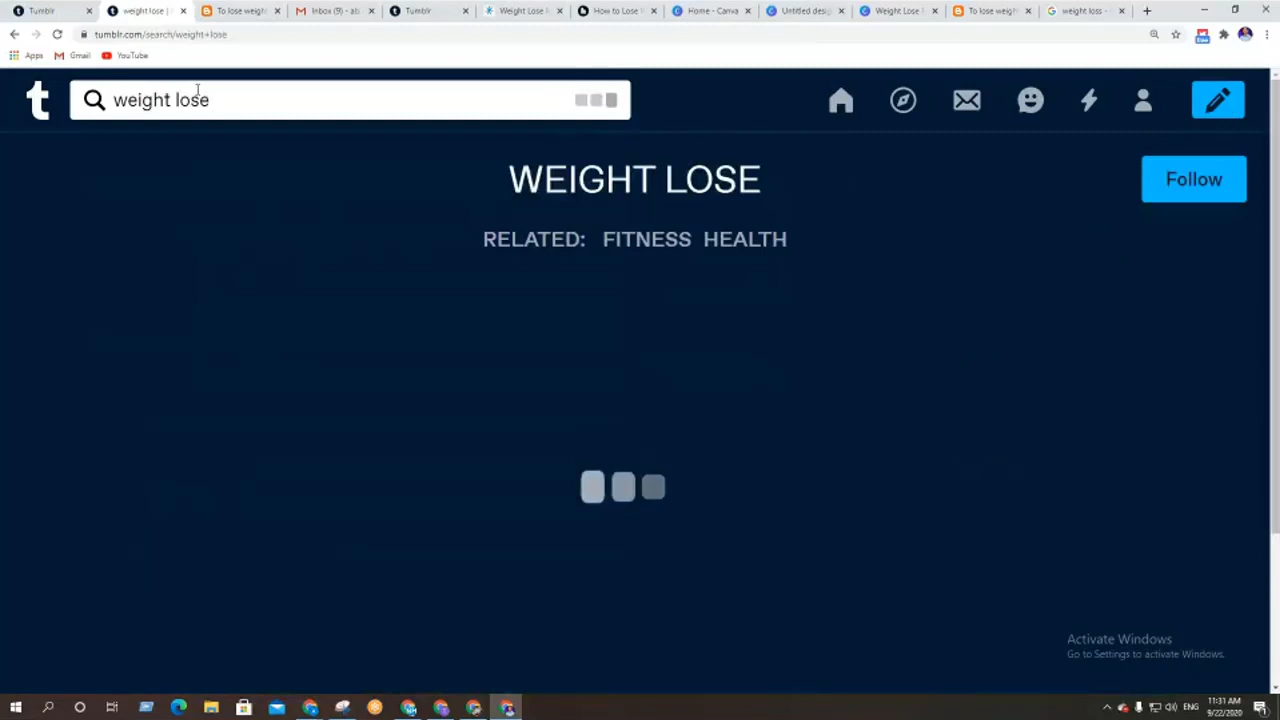 Tumblr
weight lose |
To lose weigh
Inbox (9) - ab
Tumblr
Weight Lose R
How to Lose
Home - Canva
Untitled desig
Weight Lose
To lose weigh
weight loss -
tumblr.com/search/weight+lose
Apps
Gmail
YouTube
weight lose
WEIGHT LOSE
Follow
RELATED: FITNESS HEALTH
Activate Windows
Go to Settings to activate Windows.
ENG
11:31 AM
9/22/2020